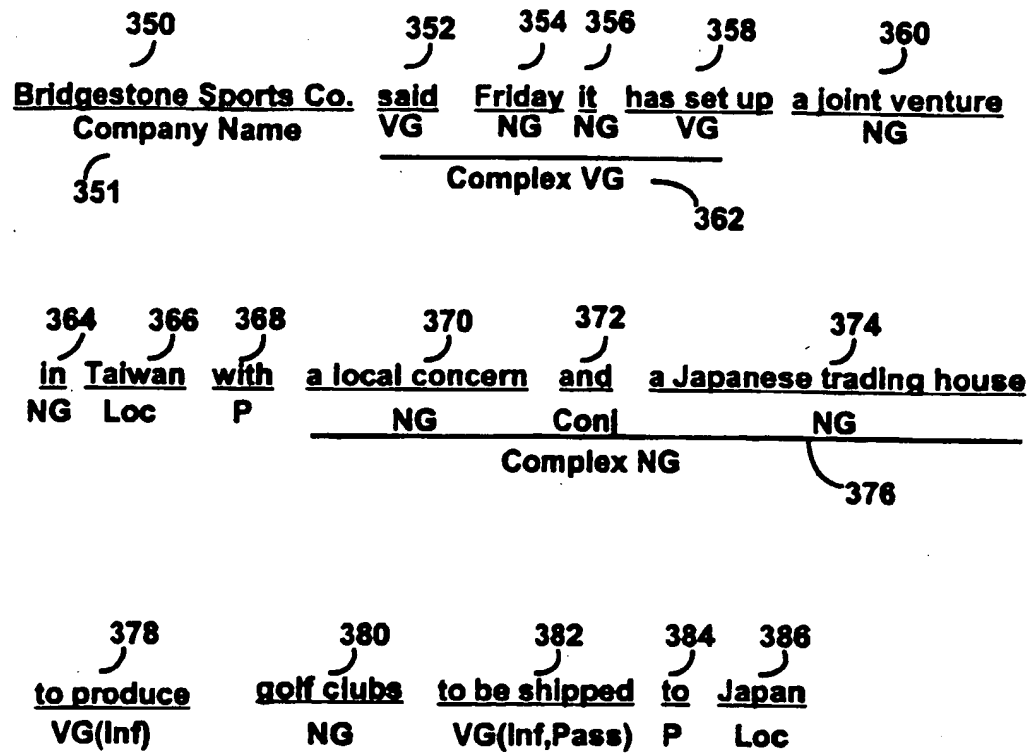 350 352 354 356 358 360
Bridgestone Sports Co. said Friday it has set up a joint venture
Company Name VG NG NG VG NG
351 Complex VG 362
364 366 368 370 372 374
in Taiwan with a local concern and a Japanese trading house
NG Loc P NG Conj NG
Complex NG
376
378 380 382 384 386
to produce golf clubs to be shipped to Japan
VG(Inf) NG VG(Inf,Pass) P Loc